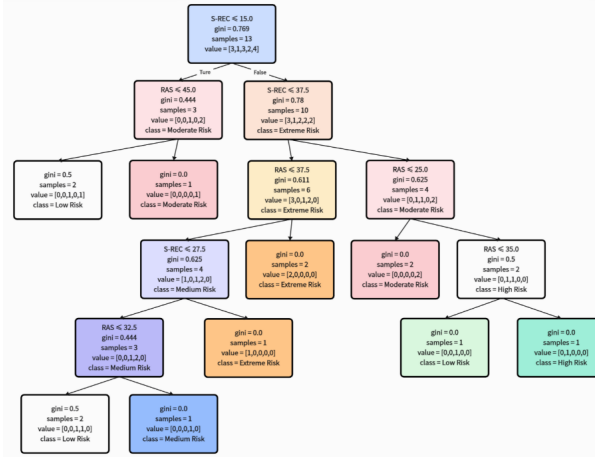 S-REC ≤ 15.0
gini = 0.769
samples = 13
value = [3,1,3,2,4]
Ture
False
RAS ≤ 45.0
gini = 0.444
samples = 3
value = [0,0,1,0,2]
class = Moderate Risk
S-REC ≤ 37.5
gini = 0.78
samples = 10
value = [3,1,2,2,2]
class = Extreme Risk
gini = 0.5
samples = 2
value = [0,0,1,0,1]
class = Low Risk
gini = 0.0
samples = 1
value = [0,0,0,0,1]
class = Moderate Risk
RAS ≤ 37.5
gini = 0.611
samples = 6
value = [3,0,1,2,0]
class = Extreme Risk
RAS ≤ 25.0
gini = 0.625
samples = 4
value = [0,1,1,0,2]
class = Moderate Risk
S-REC ≤ 27.5
gini = 0.625
samples = 4
value = [1,0,1,2,0]
class = Medium Risk
gini = 0.0
samples = 2
value = [2,0,0,0,0]
class = Extreme Risk
gini = 0.0
samples = 2
value = [0,0,0,0,2]
class = Moderate Risk
RAS ≤ 35.0
gini = 0.5
samples = 2
value = [0,1,1,0,0]
class = High Risk
RAS ≤ 32.5
gini = 0.444
samples = 3
value = [0,0,1,2,0]
class = Medium Risk
gini = 0.0
samples = 1
value = [1,0,0,0,0]
class = Extreme Risk
gini = 0.0
samples = 1
value = [0,0,1,0,0]
class = Low Risk
gini = 0.0
samples = 1
value = [0,1,0,0,0]
class = High Risk
gini = 0.5
samples = 2
value = [0,0,1,1,0]
class = Low Risk
gini = 0.0
samples = 1
value = [0,0,0,1,0]
class = Medium Risk